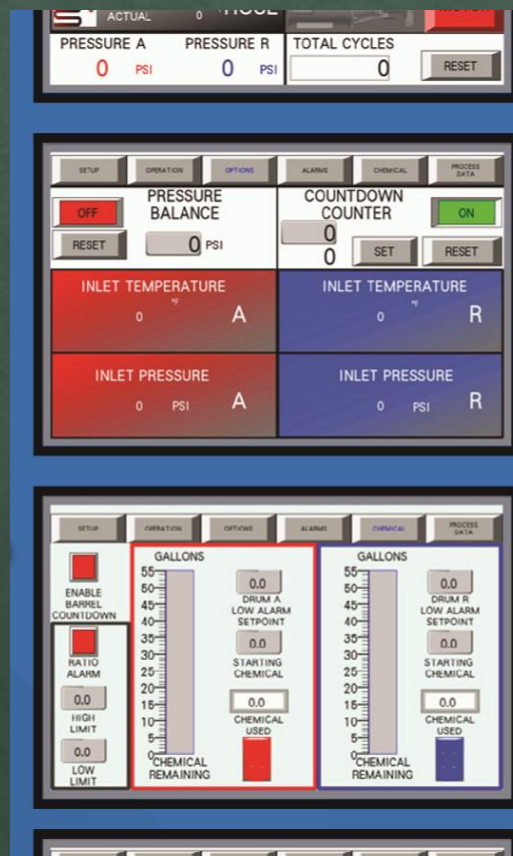 ACTUAL 0
PRESSURE A PRESSURE R TOTAL CYCLES
0 PSI 0 PSI 0 RESET
SETUP OPERATION OPTIONS ALARMS CHEMICAL PROCESS DATA
OFF PRESSURE BALANCE COUNTDOWN COUNTER ON
RESET 0 PSI 0
0 SET RESET
INLET TEMPERATURE INLET TEMPERATURE
0 °F A 0 °F R
INLET PRESSURE INLET PRESSURE
0 PSI A 0 PSI R
SETUP OPERATION OPTIONS ALARMS CHEMICAL PROCESS DATA
ENABLE
BARREL
COUNTDOWN
RATIO
ALARM
0.0
HIGH
LIMIT
0.0
LOW
LIMIT
GALLONS
55
50
45
40
35
30
25
20
15
10
5
0
CHEMICAL
REMAINING
0.0
DRUM A
LOW ALARM
SETPOINT
0.0
STARTING
CHEMICAL
0.0
CHEMICAL
USED
GALLONS
55
50
45
40
35
30
25
20
15
10
5
0
CHEMICAL
REMAINING
0.0
DRUM R
LOW ALARM
SETPOINT
0.0
STARTING
CHEMICAL
0.0
CHEMICAL
USED